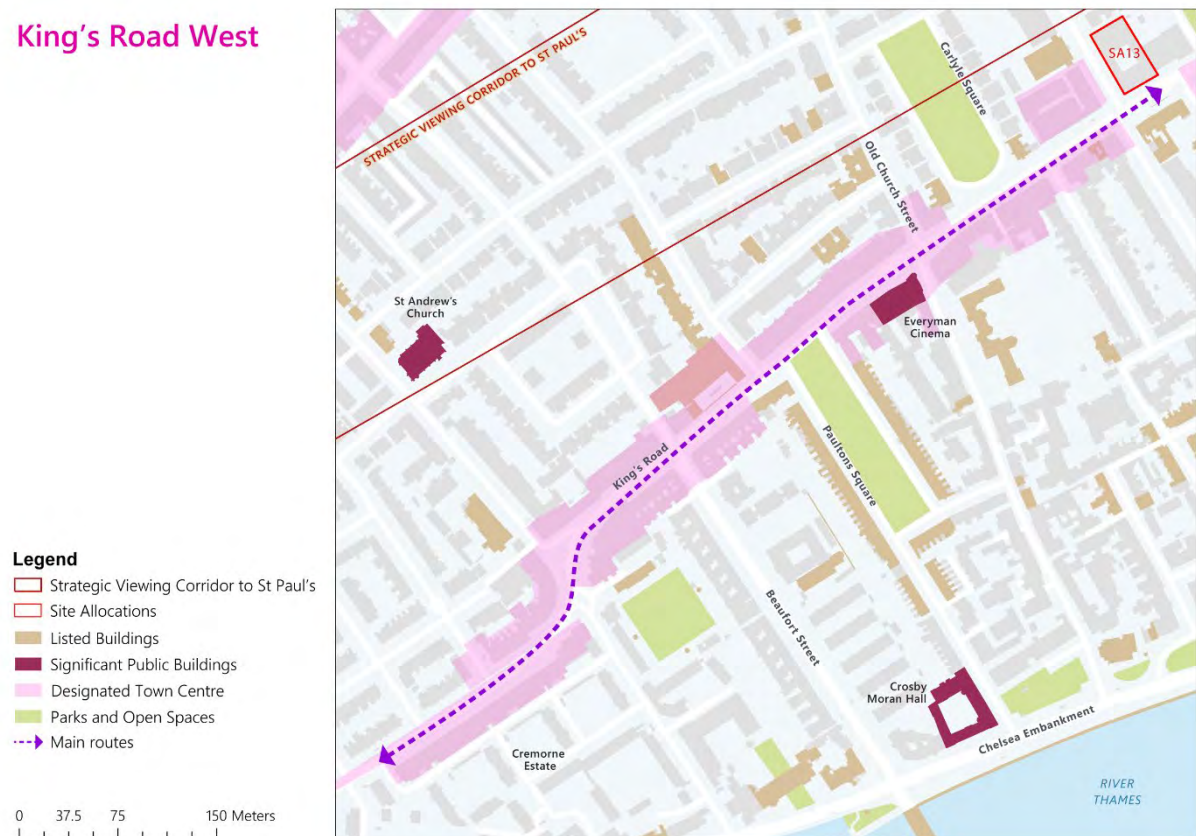 King's Road West
STRATEGIC VIEWING CORRIDOR TO ST PAUL'S
Carlyle Square
SA13
Old Church Street
St Andrew's
Church
Everyman
Cinema
King's Road
Paultons Square
Beaufort Street
Crosby
Moran Hall
Chelsea Embankment
Cremorne
Estate
RIVER
THAMES
Legend
Strategic Viewing Corridor to St Paul's
Site Allocations
Listed Buildings
Significant Public Buildings
Designated Town Centre
Parks and Open Spaces
Main routes
0 37.5 75 150 Meters